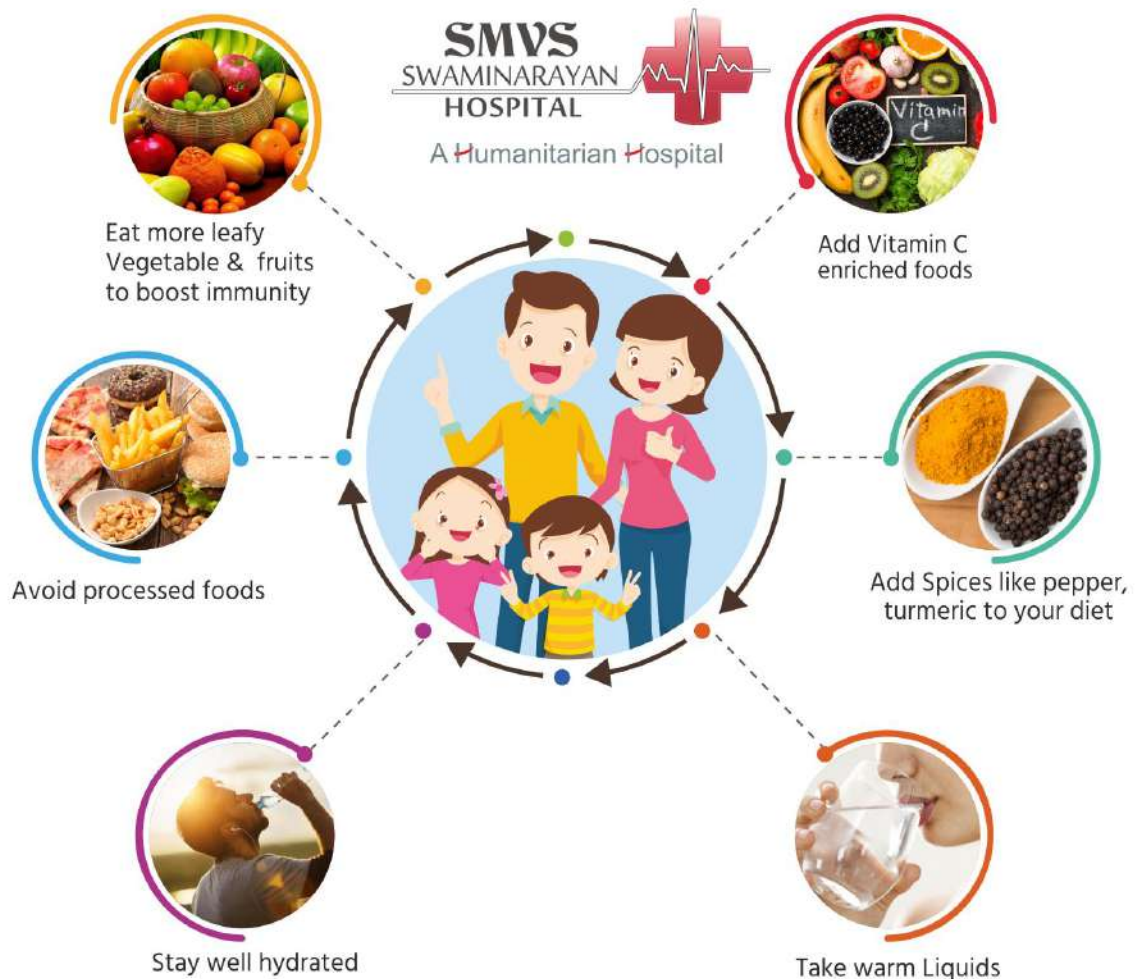 SMVS
SWAMINARAYAN
HOSPITAL
A Humanitarian Hospital
Eat more leafy
Vegetable & fruits
to boost immunity
Vitamin
C
Add Vitamin C
enriched foods
Avoid processed foods
Add Spices like pepper,
turmeric to your diet
Stay well hydrated
Take warm Liquids